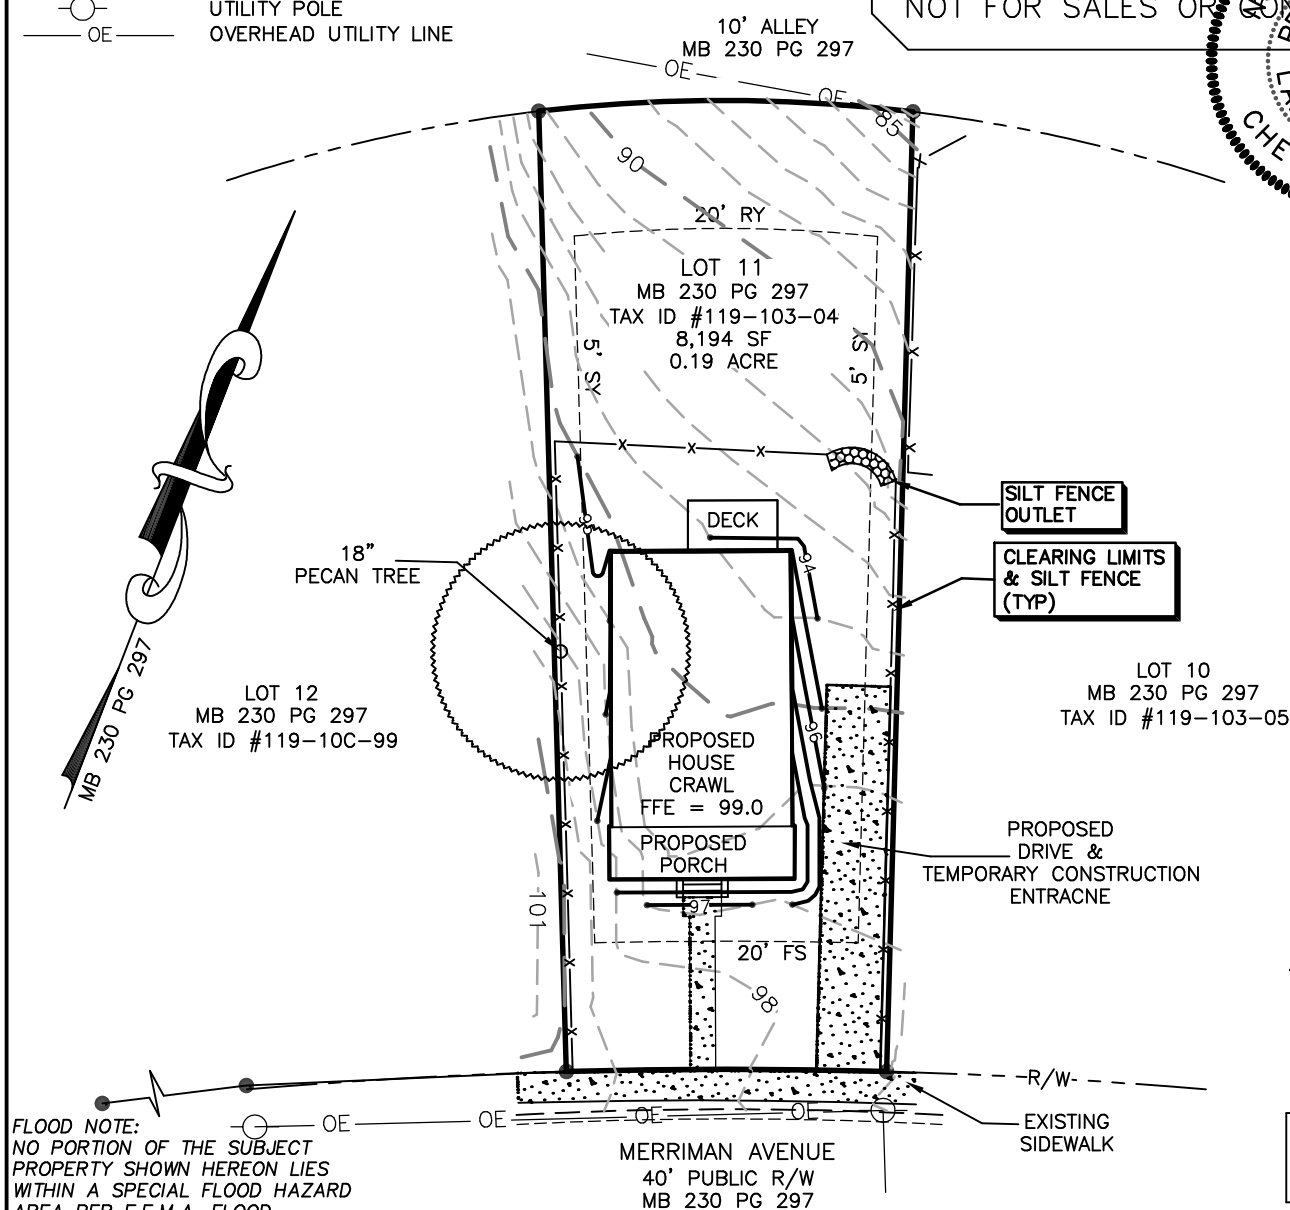 UTILITY POLE
OE
OVERHEAD UTILITY LINE
10' ALLEY
MB 230 PG 297
NOT FOR SALES OR CO
OE
OE
CHE
85
90
20' RY
LOT 11
MB 230 PG 297
TAX ID #119-103-04
8,194 SF
0.19 ACRE
5' SY
5' SY
SILT FENCE
OUTLET
DECK
95
94
18"
PECAN TREE
CLEARING LIMITS
& SILT FENCE
(TYP)
MB 230 PG 297
LOT 12
MB 230 PG 297
TAX ID #119-10C-99
LOT 10
MB 230 PG 297
TAX ID #119-103-05
96
PROPOSED
HOUSE
CRAWL
FFE = 99.0
PROPOSED
PORCH
PROPOSED
DRIVE &
TEMPORARY CONSTRUCTION
ENTRACNE
101
97
20' FS
98
R/W
FLOOD NOTE:
NO PORTION OF THE SUBJECT
PROPERTY SHOWN HEREON LIES
WITHIN A SPECIAL FLOOD HAZARD
AREA PER F.E.M.A. FLOOD
OE
OE
OE
OE
EXISTING
SIDEWALK
MERRIMAN AVENUE
40' PUBLIC R/W
MB 230 PG 297